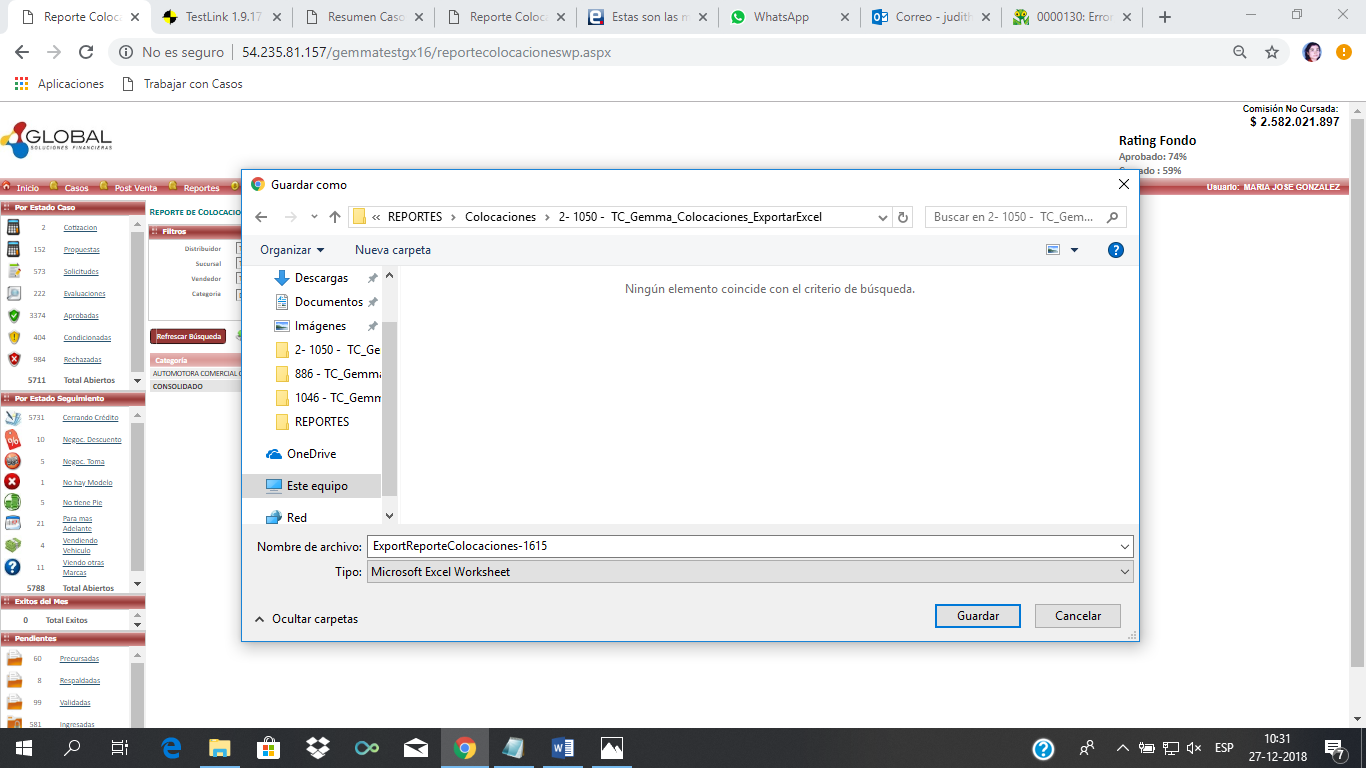 Reporte Coloca
TestLink 1.9.17
Resumen Caso
Reporte Coloca
Estas son las m
WhatsApp
Correo - judith
0000130: Error
No es seguro | 54.235.81.157/gemmatestgx16/reportecolocacioneswp.aspx
Aplicaciones
Trabajar con Casos
Comisión No Cursada:
$ 2.582.021.897
GLOBAL
SOLUCIONES FINANCIERAS
Rating Fondo
Aprobado: 74%
: 59%
Inicio
Casos
Post Venta
Reportes
Usuario: MARIA JOSE GONZALEZ
Por Estado Caso
2 Cotizacion
152 Propuestas
573 Solicitudes
222 Evaluaciones
3374 Aprobadas
404 Condicionadas
984 Rechazadas
5711 Total Abiertos
Por Estado Seguimiento
5731 Cerrando Crédito
10 Negoc. Descuento
5 Negoc. Toma
1 No hay Modelo
5 No tiene Pie
21 Para mas Adelante
4 Vendiendo Vehiculo
11 Viendo otras Marcas
5788 Total Abiertos
Exitos del Mes
0 Total Exitos
Pendientes
60 Precursadas
8 Respaldadas
99 Validadas
581 Ingresadas
REPORTE DE COLOCACIO
Filtros
Distribuidor
Sucursal
Vendedor
Categoria
Refrescar Búsqueda
Categoría
AUTOMOTORA COMERCIAL
CONSOLIDADO
Guardar como
« REPORTES > Colocaciones > 2- 1050 - TC_Gemma_Colocaciones_ExportarExcel
Buscar en 2- 1050 - TC_Gem...
Organizar
Nueva carpeta
Descargas
Documentos
Imágenes
2- 1050 - TC_Ge
886 - TC_Gemma
1046 - TC_Gemm
REPORTES
OneDrive
Este equipo
Red
Ningún elemento coincide con el criterio de búsqueda.
Nombre de archivo: ExportReporteColocaciones-1615
Tipo: Microsoft Excel Worksheet
Ocultar carpetas
Guardar
Cancelar
ESP
10:31
27-12-2018
7